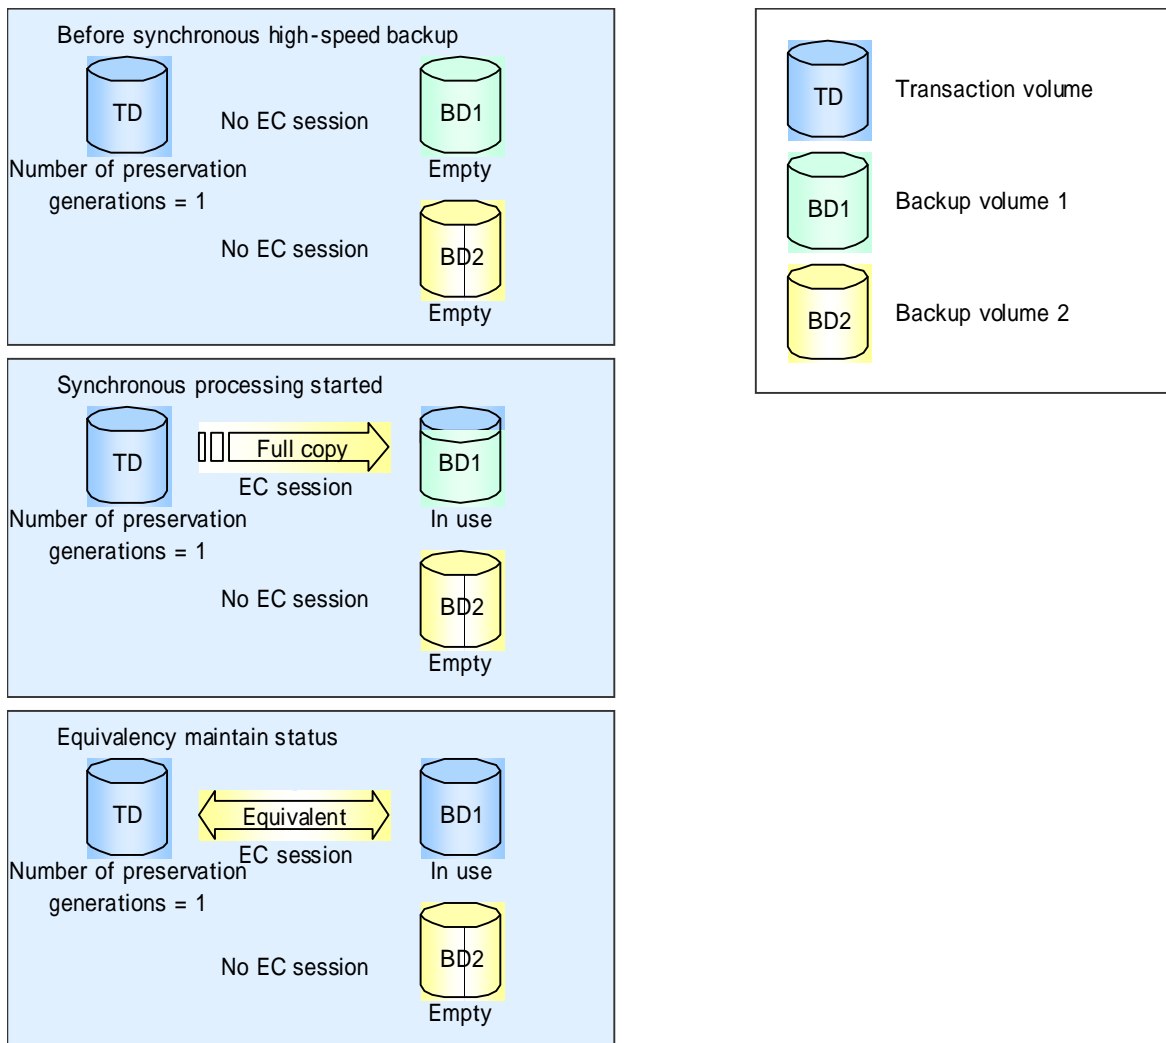 Before synchronous high-speed backup
TD
No EC session
BD1
Number of preservation
generations = 1
Empty
No EC session
BD2
Empty
Synchronous processing started
TD
Full copy
EC session
BD1
Number of preservation
generations = 1
In use
No EC session
BD2
Empty
Equivalency maintain status
TD
Equivalent
EC session
BD1
Number of preservation
generations = 1
In use
No EC session
BD2
Empty
TD
Transaction volume
BD1
Backup volume 1
BD2
Backup volume 2